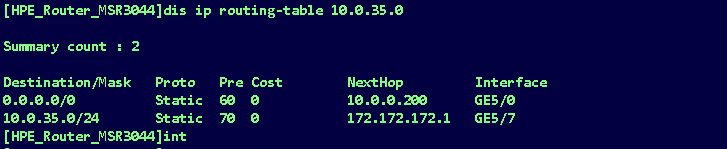 [HPE_Router_MSR3044]dis ip routing-table 10.0.35.0
Summary count : 2
Destination/Mask Proto Pre Cost NextHop Interface
0.0.0.0/0 Static 60 0 10.0.0.200 GE5/0
10.0.35.0/24 Static 70 0 172.172.172.1 GE5/7
[HPE_Router_MSR3044]int